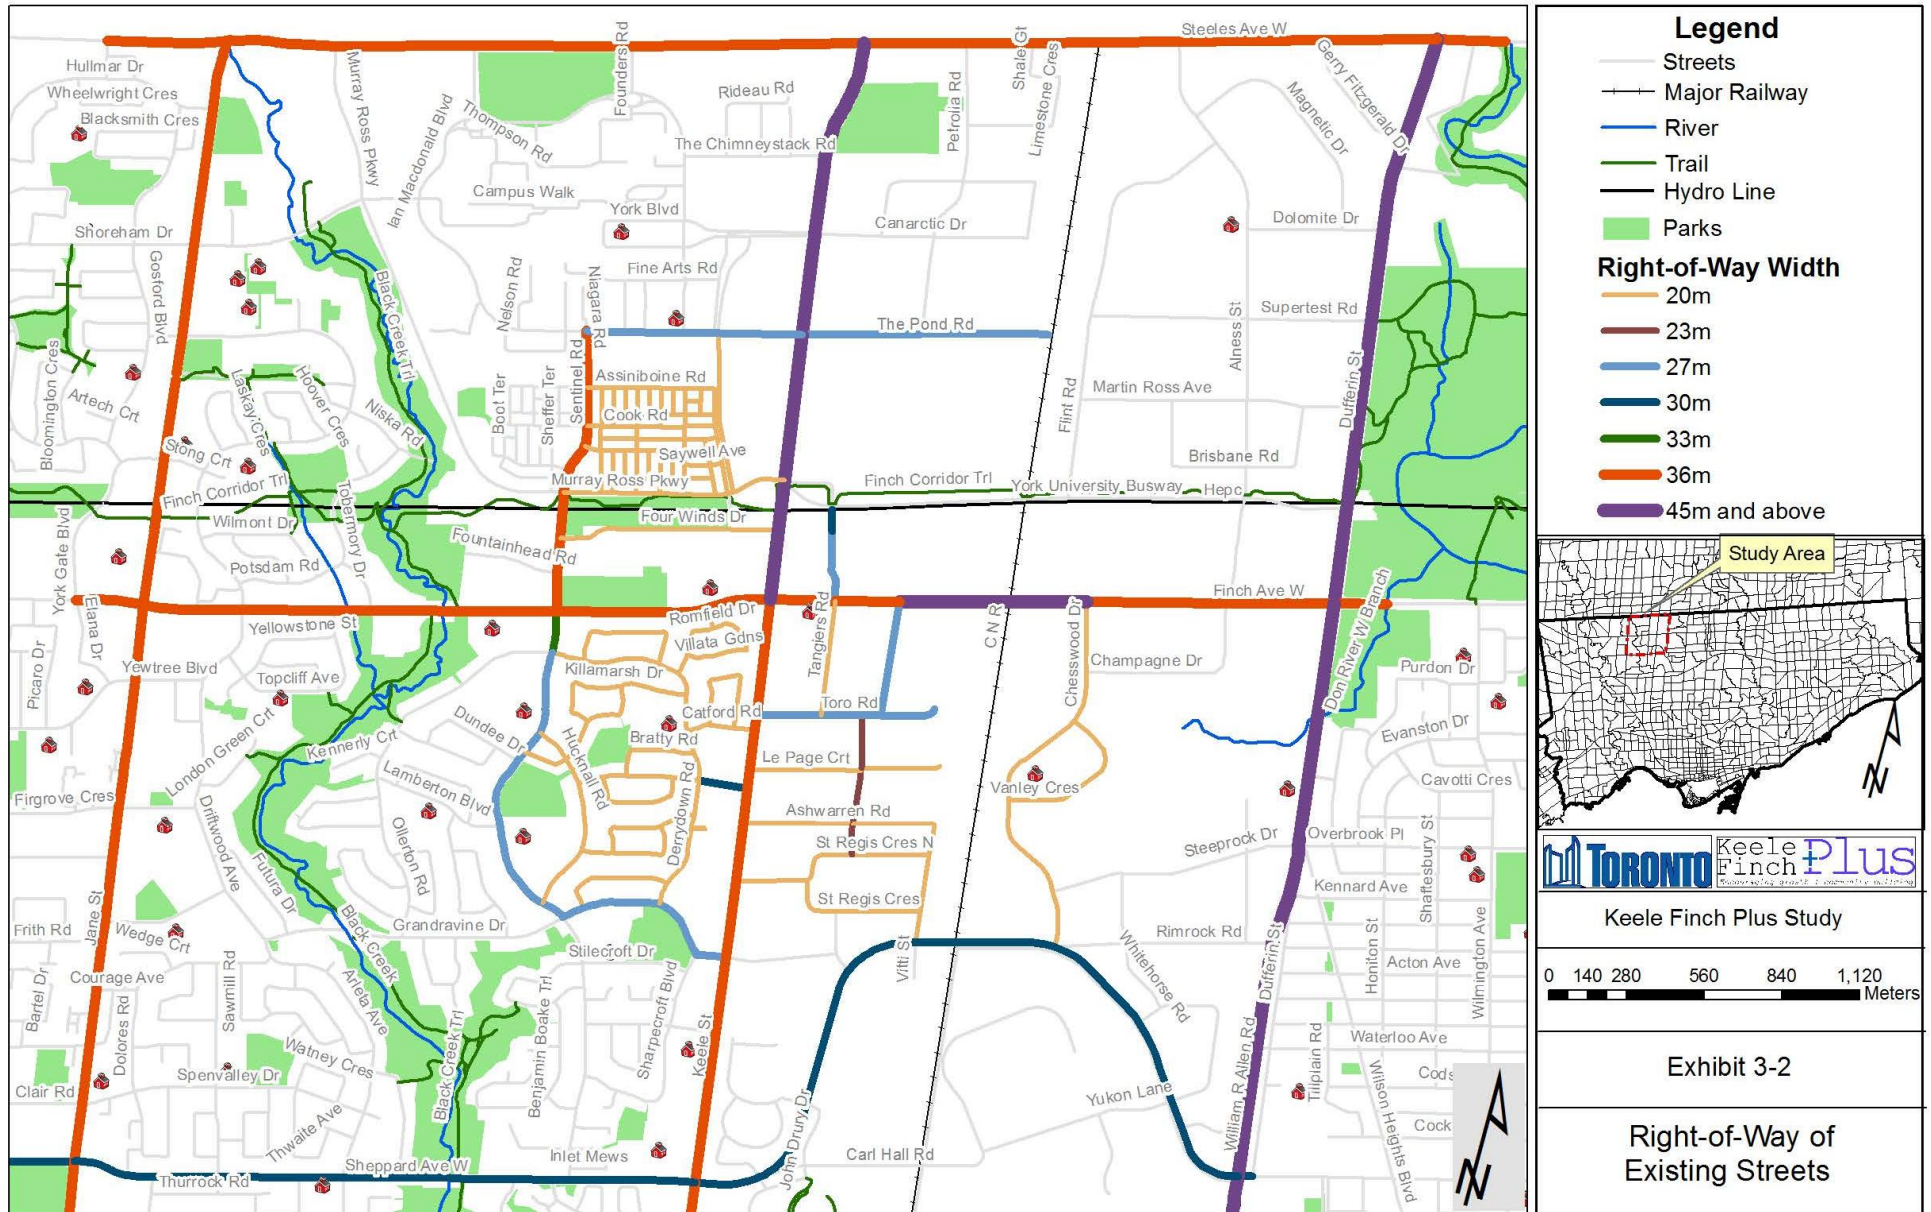 Steeles Ave W
Hullmar Dr
Wheelwright Cres
Blacksmith Cres
Murray Ross Pkwy
Ian Macdonald Blvd
Thompson Rd
Founders Rd
Rideau Rd
The Chimneystack Rd
Petrolia Rd
Shale Gt
Limestone Cres
Gerry Fitzgerald Dr
Magnetic Dr
Campus Walk
York Blvd
Canarctic Dr
Dolomite Dr
Shoreham Dr
Gosford Blvd
Black Creek Trl
Nelson Rd
Niagara Rd
Fine Arts Rd
The Pond Rd
Supertest Rd
Alness St
Bloomington Cres
Artech Crt
Laskay Cres
Hoover Cres
Niska Rd
Boot Ter
Sheffer Ter
Sentinel Rd
Assiniboine Rd
Cook Rd
Saywell Ave
Murray Ross Pkwy
Flint Rd
Martin Ross Ave
Dufferin St
Brisbane Rd
Stong Crt
Finch Corridor Trl
Finch Corridor Trl
York University Busway
Hepc
Wilmont Dr
Tobermory Dr
Four Winds Dr
Fountainhead Rd
York Gate Blvd
Potsdam Rd
Elana Dr
Yellowstone St
Romfield Dr
Villata Gdns
Tangiers Rd
Finch Ave W
C N R
Chesswood Dr
Champagne Dr
Don River W Branch
Purdon Dr
Picaro Dr
Yewtree Blvd
Topcliff Ave
Killamarsh Dr
Catford Rd
Toro Rd
Evanston Dr
London Green Crt
Kennerly Crt
Dundee Dr
Hucknall Rd
Bratty Rd
Le Page Crt
Vanley Cres
Cavotti Cres
Firgrove Cres
Driftwood Ave
Lamberton Blvd
Derrydown Rd
Ashwarren Rd
St Regis Cres N
St Regis Cres
Steeprock Dr
Overbrook Pl
Shaftesbury St
Kennard Ave
Ollerton Rd
Futura Dr
Jane St
Frith Rd
Wedge Crt
Black Creek
Grandravine Dr
Stilecroft Dr
Vitti St
Rimrock Rd
Whitehorse Rd
Dufferin St
Honiton St
Acton Ave
Wilmington Ave
Courage Ave
Bartel Dr
Dolores Rd
Sawmill Rd
Arleta Ave
Benjamin Boake Trl
Sharpecroft Blvd
Keele St
Waterloo Ave
Watney Cres
Spenvalley Dr
Black Creek Trl
Clair Rd
Thwaite Ave
Yukon Lane
William R Allen Rd
Tuliplain Rd
Wilson Heights Blvd
Cods
Cock
Sheppard Ave W
Thurrock Rd
Inlet Mews
John Drury Dr
Carl Hall Rd
N
Legend
Streets
Major Railway
River
Trail
Hydro Line
Parks
Right-of-Way Width
20m
23m
27m
30m
33m
36m
45m and above
Study Area
N
TORONTO
Keele
Finch
Plus
Encouraging growth & community building
Keele Finch Plus Study
0 140 280 560 840 1,120
Meters
Exhibit 3-2
Right-of-Way of
Existing Streets